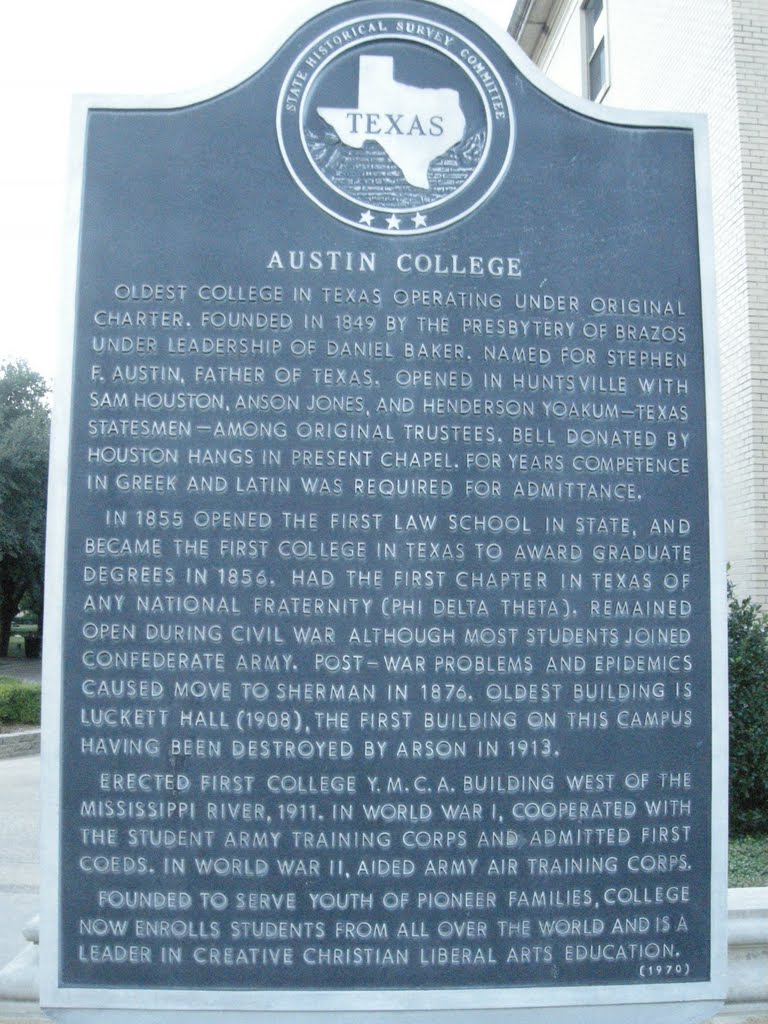 STATE HISTORICAL SURVEY COMMITTEE
TEXAS
AUSTIN COLLEGE
OLDEST COLLEGE IN TEXAS OPERATING UNDER ORIGINAL
CHARTER. FOUNDED IN 1849 BY THE PRESBYTERY OF BRAZOS
UNDER LEADERSHIP OF DANIEL BAKER. NAMED FOR STEPHEN
F. AUSTIN, FATHER OF TEXAS. OPENED IN HUNTSVILLE WITH
SAM HOUSTON, ANSON JONES, AND HENDERSON YOAKUM—TEXAS
STATESMEN—AMONG ORIGINAL TRUSTEES. BELL DONATED BY
HOUSTON HANGS IN PRESENT CHAPEL. FOR YEARS COMPETENCE
IN GREEK AND LATIN WAS REQUIRED FOR ADMITTANCE.
IN 1855 OPENED THE FIRST LAW SCHOOL IN STATE, AND
BECAME THE FIRST COLLEGE IN TEXAS TO AWARD GRADUATE
DEGREES IN 1856. HAD THE FIRST CHAPTER IN TEXAS OF
ANY NATIONAL FRATERNITY (PHI DELTA THETA). REMAINED
OPEN DURING CIVIL WAR ALTHOUGH MOST STUDENTS JOINED
CONFEDERATE ARMY. POST-WAR PROBLEMS AND EPIDEMICS
CAUSED MOVE TO SHERMAN IN 1876. OLDEST BUILDING IS
LUCKETT HALL (1908), THE FIRST BUILDING ON THIS CAMPUS
HAVING BEEN DESTROYED BY ARSON IN 1913.
ERECTED FIRST COLLEGE Y.M.C.A. BUILDING WEST OF THE
MISSISSIPPI RIVER, 1911. IN WORLD WAR I, COOPERATED WITH
THE STUDENT ARMY TRAINING CORPS AND ADMITTED FIRST
COEDS. IN WORLD WAR II, AIDED ARMY AIR TRAINING CORPS.
FOUNDED TO SERVE YOUTH OF PIONEER FAMILIES, COLLEGE
NOW ENROLLS STUDENTS FROM ALL OVER THE WORLD AND IS A
LEADER IN CREATIVE CHRISTIAN LIBERAL ARTS EDUCATION.
(1970)